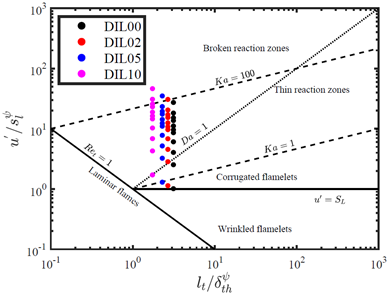 10^3
10^2
10^1
10^0
10^-1
u′/s_l^ψ
DIL00
DIL02
DIL05
DIL10
Broken reaction zones
Ka = 100
Thin reaction zones
Da = 1
Ka = 1
Re_t = 1
Laminar flames
Corrugated flamelets
u′ = S_L
Wrinkled flamelets
10^-1 10^0 10^1 10^2 10^3
l_t/δ_th^ψ